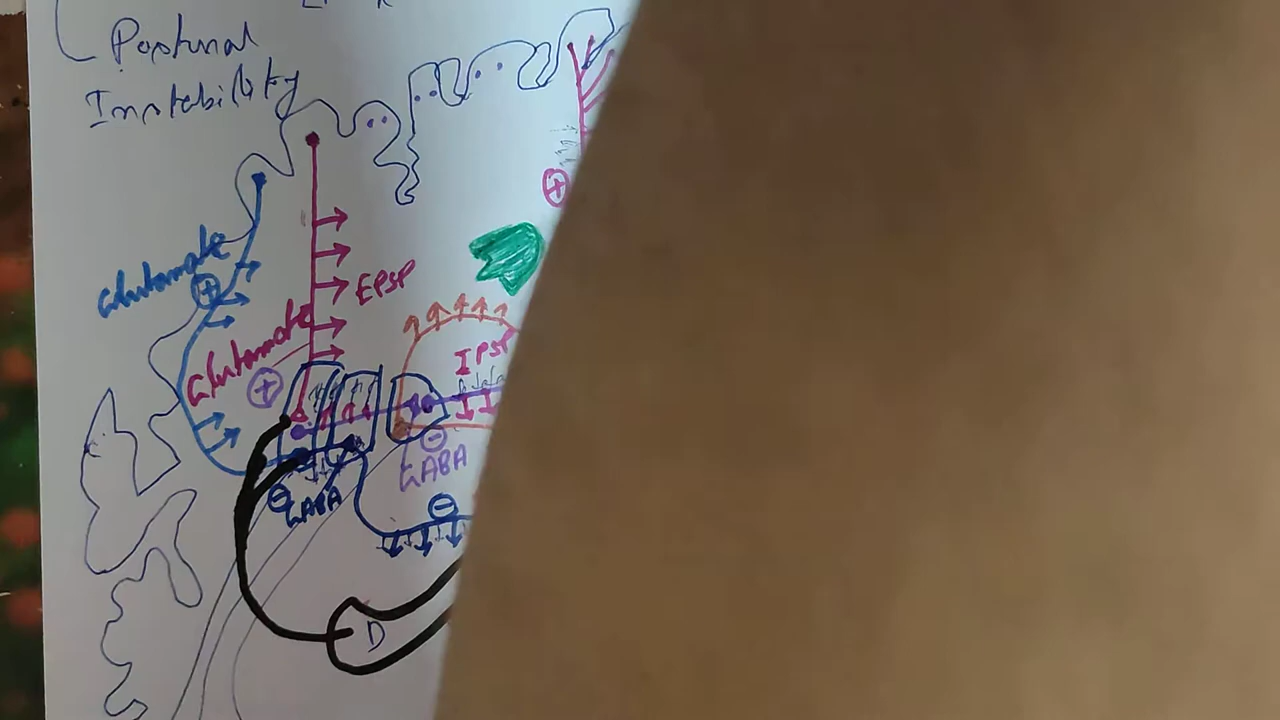 Postural
Instability
Glutamate
+
+
EPSP
Glutamate
+
IPSP
-
GABA
-
GABA
-
D